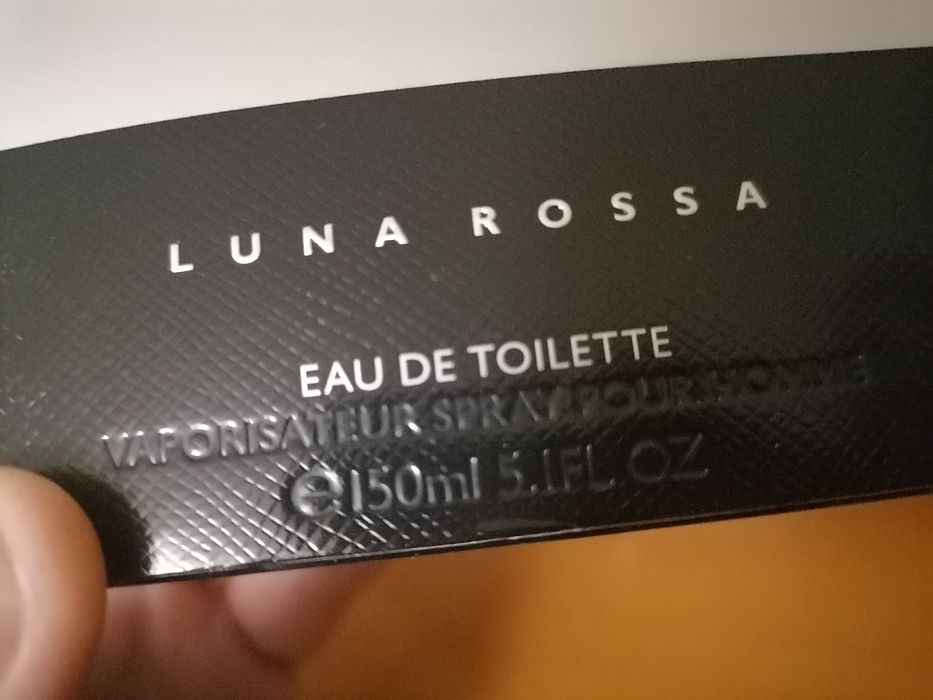 LUNA ROSSA
EAU DE TOILETTE
VAPORISATEUR SPRAY POUR HOMME
℮150ml 5.1FL OZ